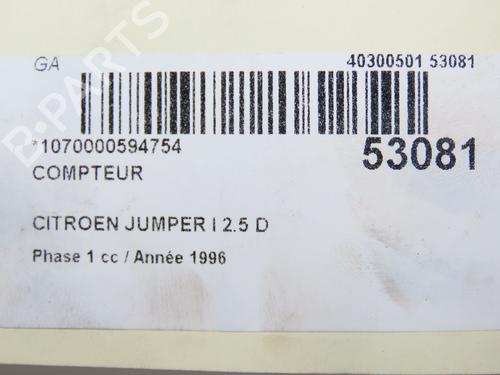 GA
40300501 53081
*1070000594754
53081
COMPTEUR
CITROEN JUMPER I 2.5 D
Phase 1 cc / Année 1996
B-PARTS